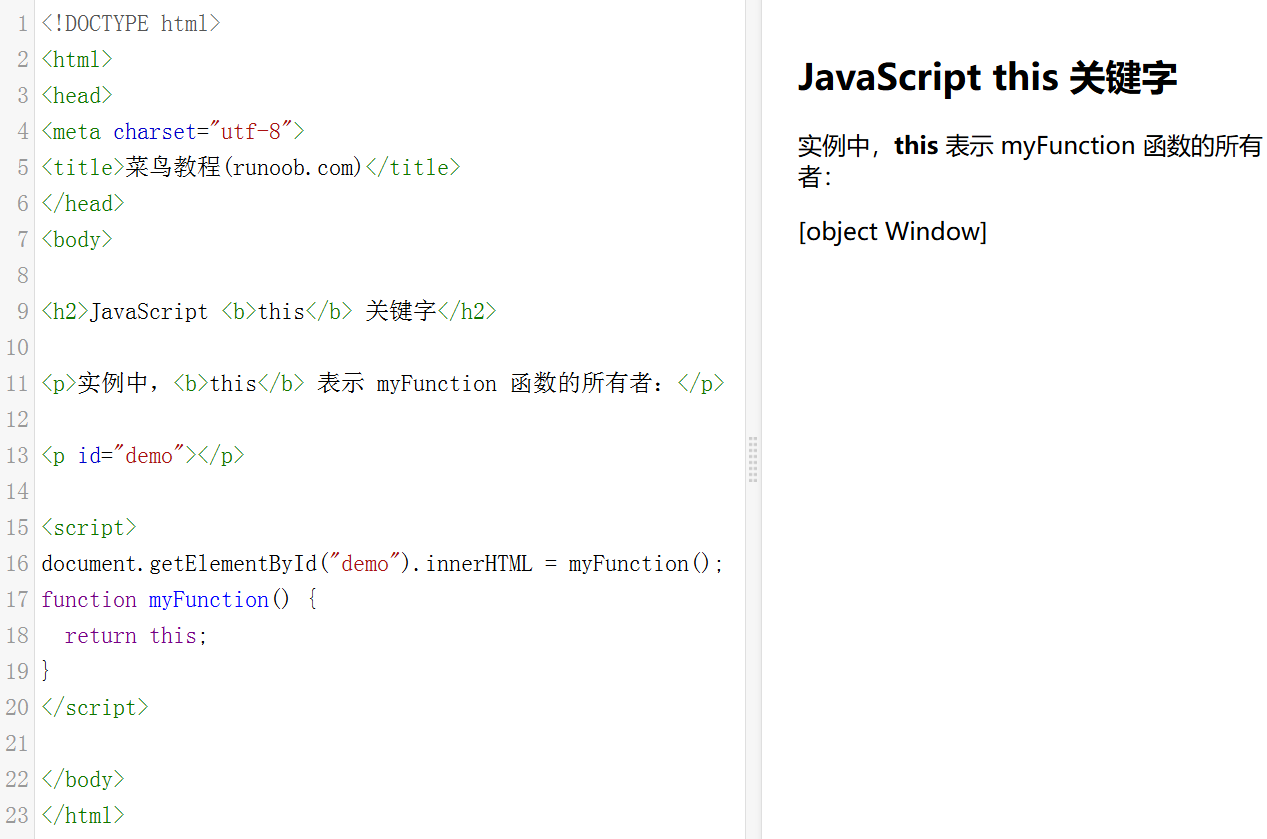 1 <!DOCTYPE html>
2 <html>
3 <head>
4 <meta charset="utf-8">
5 <title>菜鸟教程(runoob.com)</title>
6 </head>
7 <body>
8
9 <h2>JavaScript <b>this</b> 关键字</h2>
10
11 <p>实例中，<b>this</b> 表示 myFunction 函数的所有者：</p>
12
13 <p id="demo"></p>
14
15 <script>
16 document.getElementById("demo").innerHTML = myFunction();
17 function myFunction() {
18   return this;
19 }
20 </script>
21
22 </body>
23 </html>
JavaScript this 关键字
实例中，this 表示 myFunction 函数的所有
者：
[object Window]